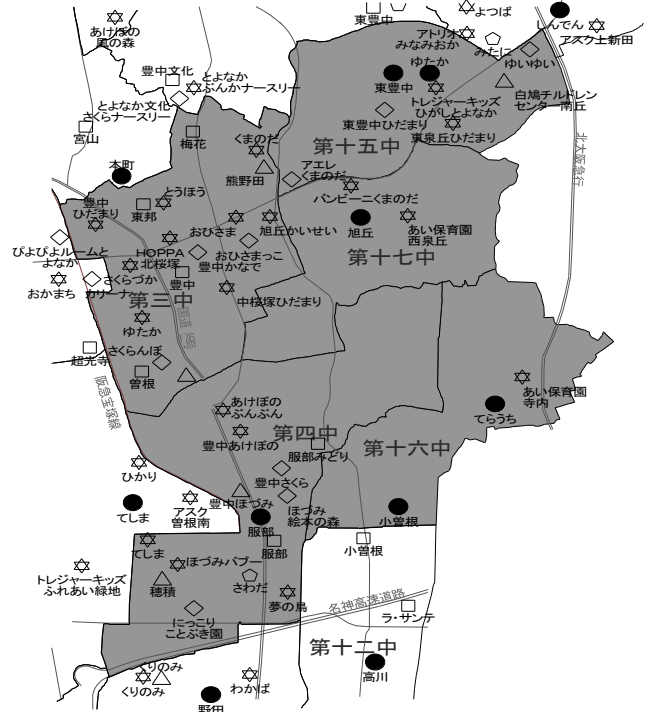 東豊中
よつば
しんでん
アスク上新田
あけぼの
風の森
アトリオ
みなみおか
みたに
ゆいゆい
豊中文化
とよなか
ぶんかナースリー
東豊中
ゆたか
白鳩チルドレン
センター南丘
とよなか文化
さくらナースリー
トレジャーキッズ
ひがしとよなか
東豊中ひだまり
東泉丘ひだまり
宮山
梅花
くまのだ
第十五中
北大阪急行
本町
熊野田
アエレ
くまのだ
とうほう
バンビーニくまのだ
豊中
ひだまり
東邦
おひさま
旭丘かいせい
旭丘
あい保育園
西泉丘
ぴよぴよルームと
よなか
HOPPA
北桜塚
おひさまっこ
豊中かなで
第十七中
おかまち
さくらづか
カリーナ
豊中
第三中
中桜塚ひだまり
国道
ゆたか
超光寺
さくらんぼ
曽根
阪急宝塚線
あい保育園
寺内
てらうち
あけぼの
ぶんぶん
豊中あけぼの
第四中
服部みどり
第十六中
ひかり
豊中さくら
てしま
アスク
曽根南
豊中ほづみ
ほづみ
絵本の森
服部
小曽根
てしま
服部
小曽根
トレジャーキッズ
ふれあい緑地
ほづみバブー
穂積
さわだ
夢の鳥
にっこり
ことぶき園
名神高速道路
ラ・サンテ
第十二中
くりのみ
くりのみ
わかば
高川
野田